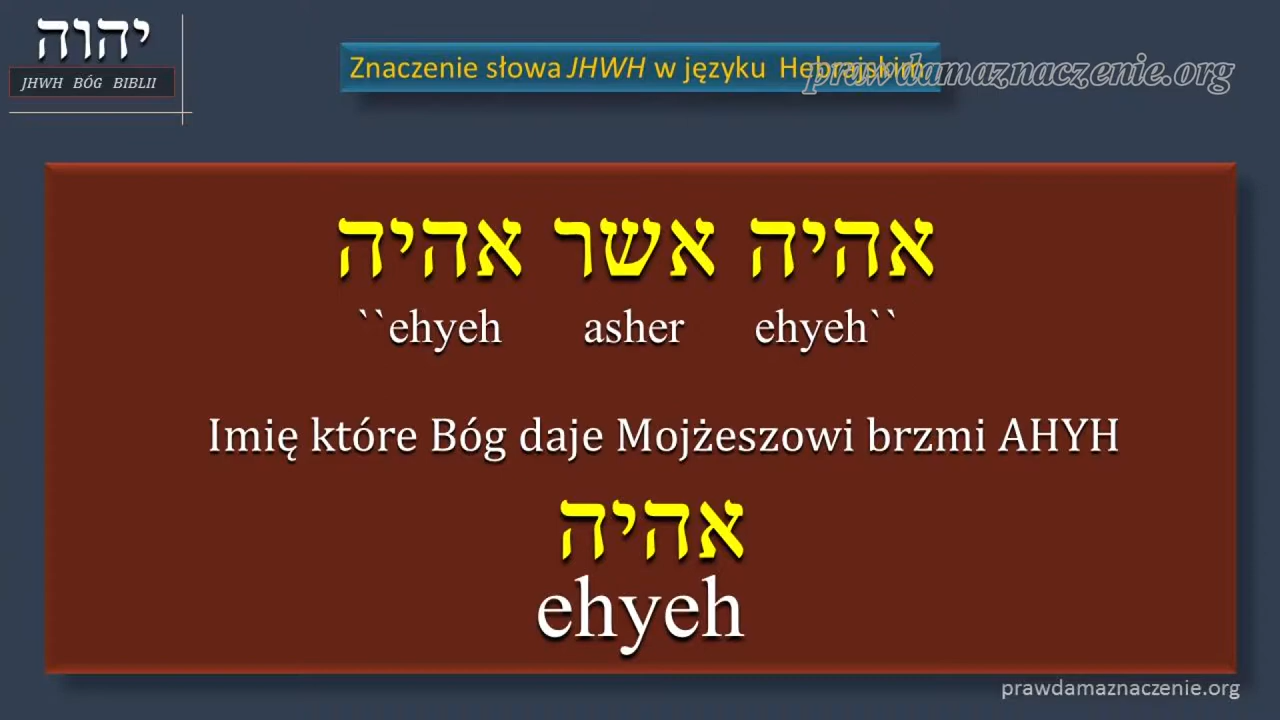 יהוה
JHWH BÓG BIBLII
Znaczenie słowa JHWH w języku Hebrajskim
prawdamaznaczenie.org
אהיה אשר אהיה
``ehyeh asher ehyeh``
Imię które Bóg daje Mojżeszowi brzmi AHYH
אהיה
ehyeh
prawdamaznaczenie.org